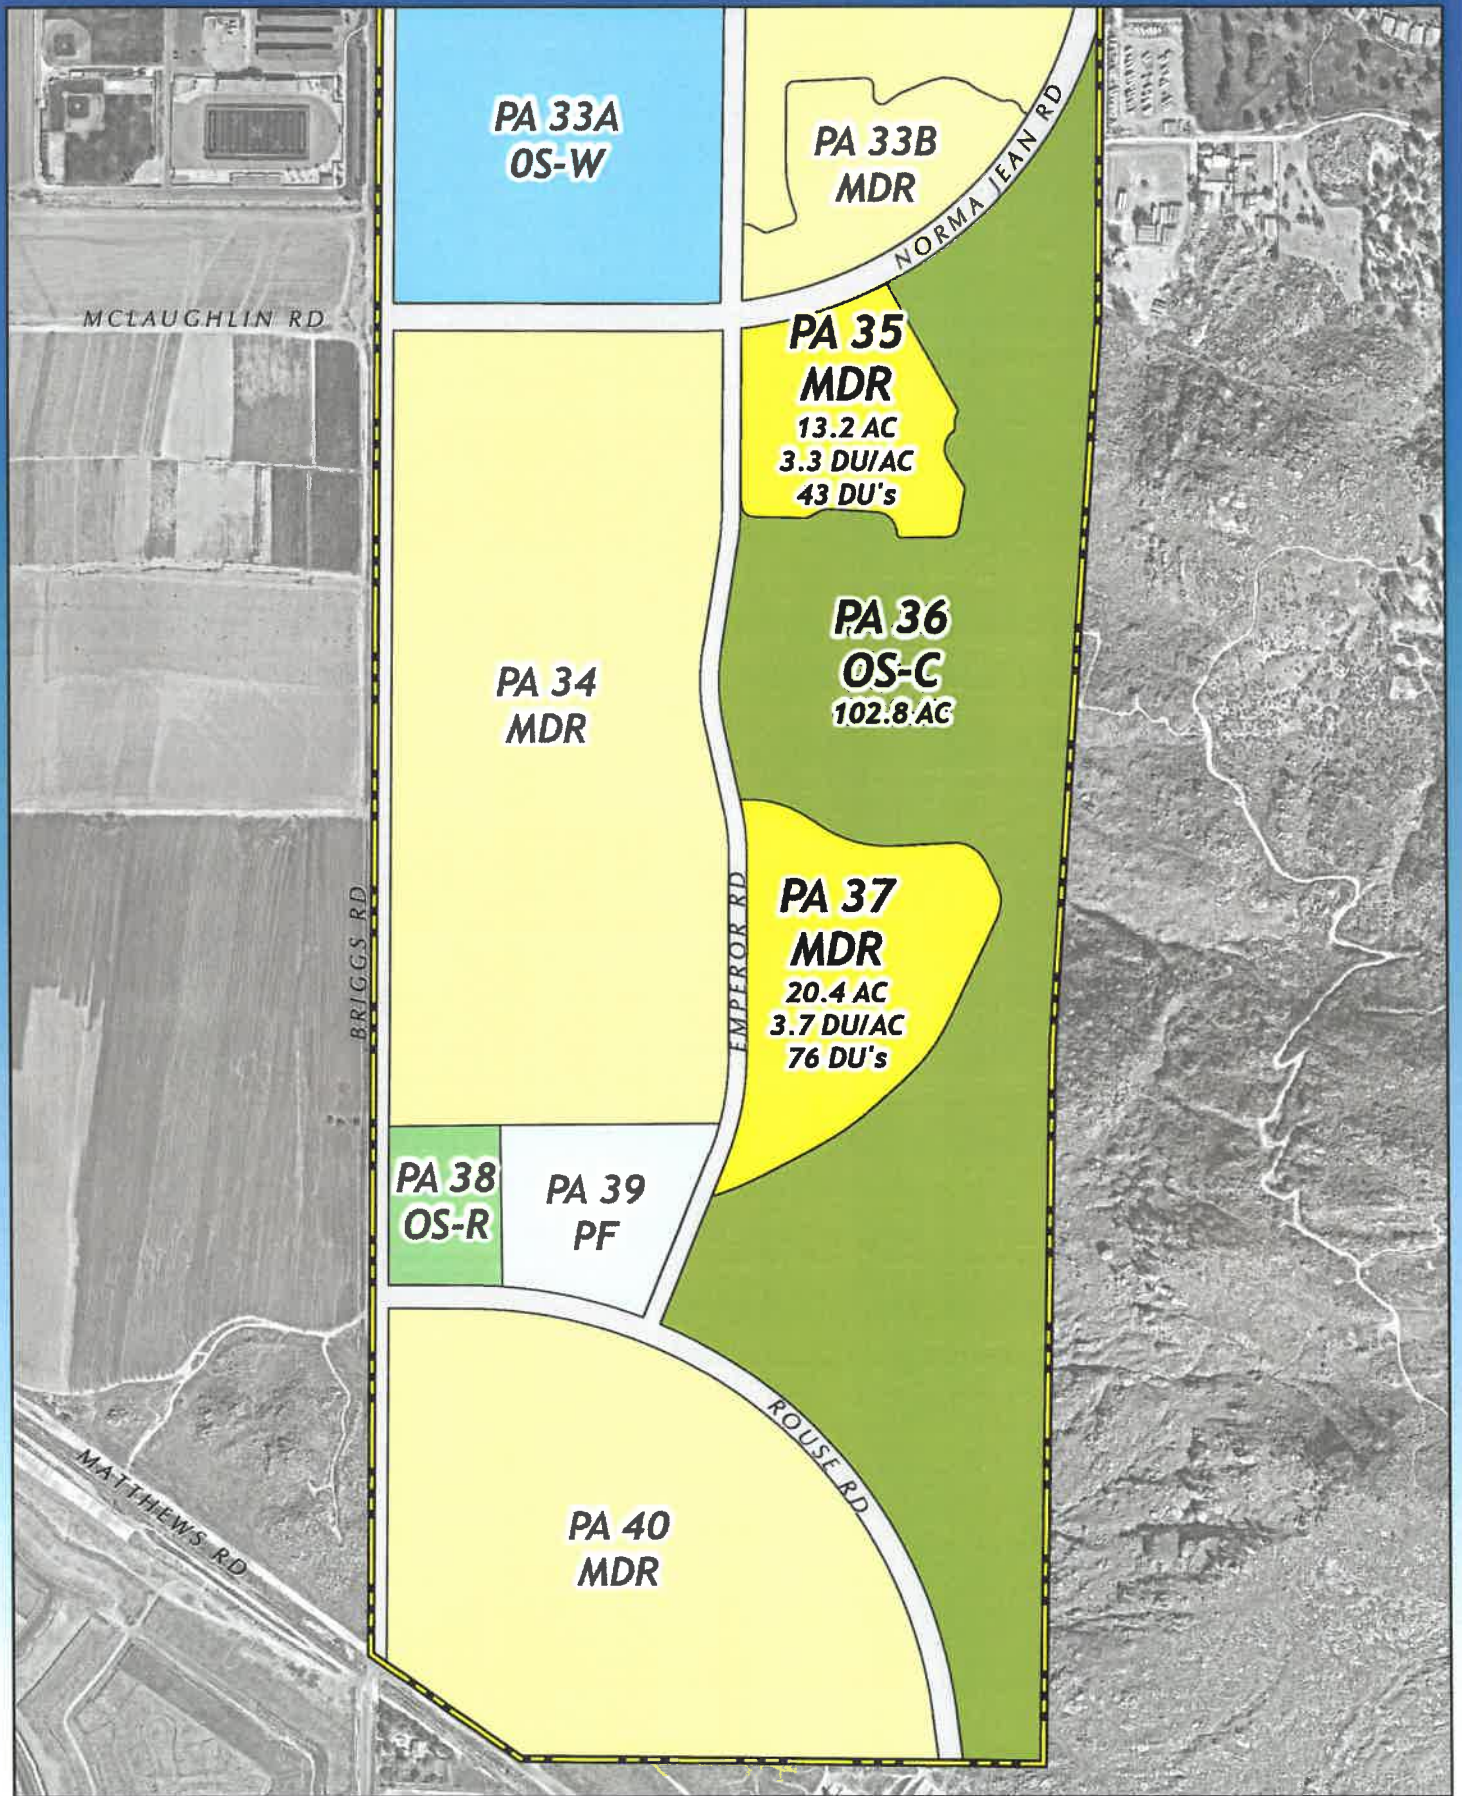 PA 33A
OS-W
PA 33B
MDR
NORMA JEAN RD
MCLAUGHLIN RD
PA 35
MDR
13.2 AC
3.3 DU/AC
43 DU's
PA 36
OS-C
102.8 AC
PA 34
MDR
BRIGGS RD
EMPEROR RD
PA 37
MDR
20.4 AC
3.7 DU/AC
76 DU's
PA 38
OS-R
PA 39
PF
ROUSE RD
MATTHEWS RD
PA 40
MDR